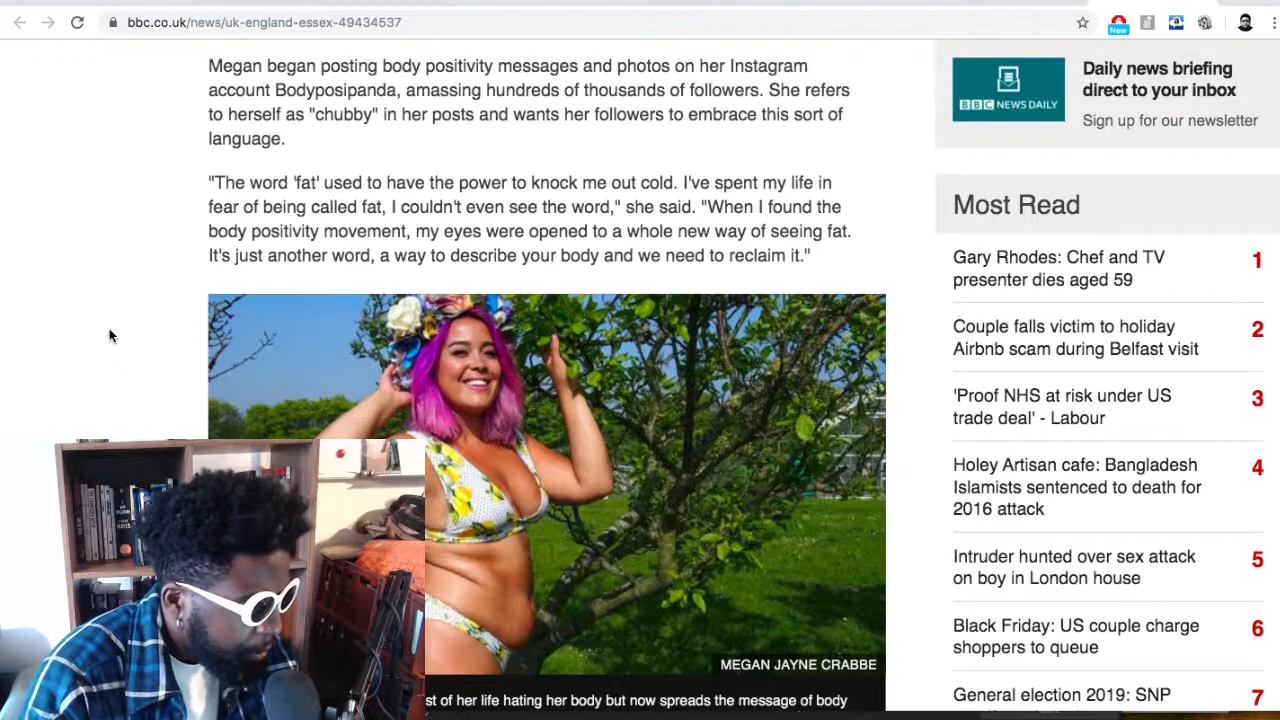 bbc.co.uk/news/uk-england-essex-49434537
New
Megan began posting body positivity messages and photos on her Instagram
account Bodyposipanda, amassing hundreds of thousands of followers. She refers
to herself as "chubby" in her posts and wants her followers to embrace this sort of
language.
"The word 'fat' used to have the power to knock me out cold. I've spent my life in
fear of being called fat, I couldn't even see the word," she said. "When I found the
body positivity movement, my eyes were opened to a whole new way of seeing fat.
It's just another word, a way to describe your body and we need to reclaim it."
MEGAN JAYNE CRABBE
st of her life hating her body but now spreads the message of body
BBC NEWS DAILY
Daily news briefing
direct to your inbox
Sign up for our newsletter
Most Read
Gary Rhodes: Chef and TV
presenter dies aged 59
1
Couple falls victim to holiday
Airbnb scam during Belfast visit
2
'Proof NHS at risk under US
trade deal' - Labour
3
Holey Artisan cafe: Bangladesh
Islamists sentenced to death for
2016 attack
4
Intruder hunted over sex attack
on boy in London house
5
Black Friday: US couple charge
shoppers to queue
6
General election 2019: SNP
7